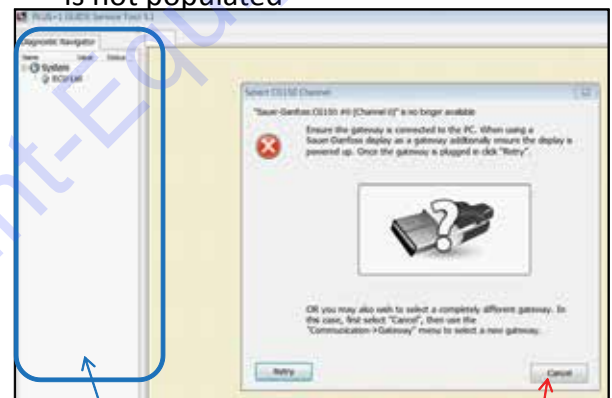 is not populated
PLUS+1 GUIDE Service Tool 5.1
Diagnostic Navigator
Name Value Status
System
ECU List
Select CG150 Channel
"Sauer-Danfoss CG150 #0 (Channel 0)" is no longer available
Ensure the gateway is connected to the PC. When using a
Sauer-Danfoss display as a gateway additionally ensure the display is
powered up. Once the gateway is plugged in click "Retry".
OR you may also wish to select a completely different gateway. In
this case, first select "Cancel", then use the
"Communication->Gateway" menu to select a new gateway.
Retry
Cancel